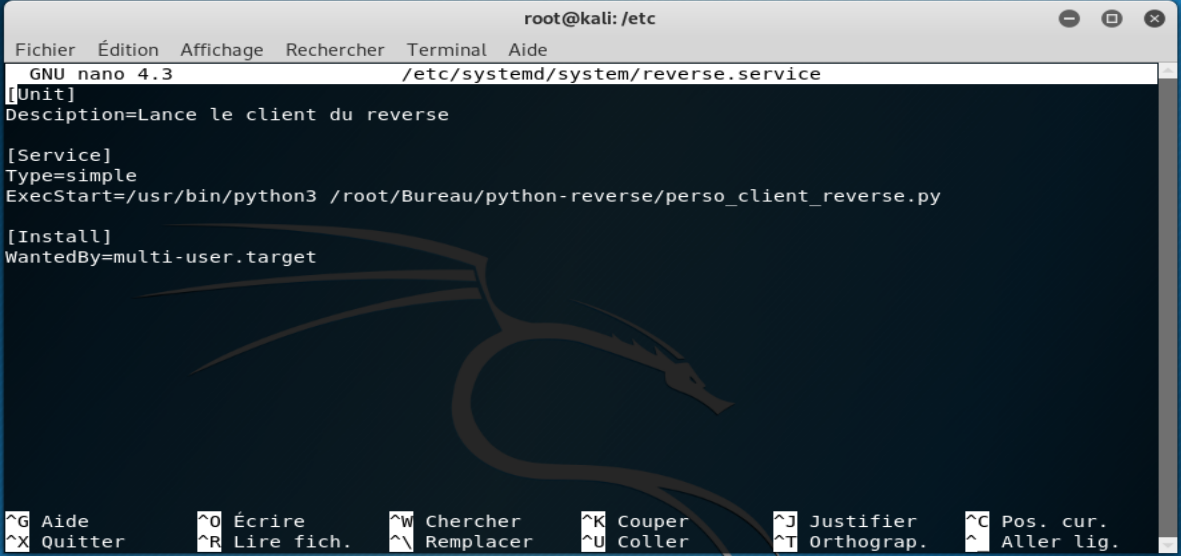 root@kali: /etc
Fichier Édition Affichage Rechercher Terminal Aide
GNU nano 4.3 /etc/systemd/system/reverse.service
[Unit]
Desciption=Lance le client du reverse
[Service]
Type=simple
ExecStart=/usr/bin/python3 /root/Bureau/python-reverse/perso_client_reverse.py
[Install]
WantedBy=multi-user.target
^G Aide ^O Écrire ^W Chercher ^K Couper ^J Justifier ^C Pos. cur.
^X Quitter ^R Lire fich. ^\ Remplacer ^U Coller ^T Orthograp. ^_ Aller lig.